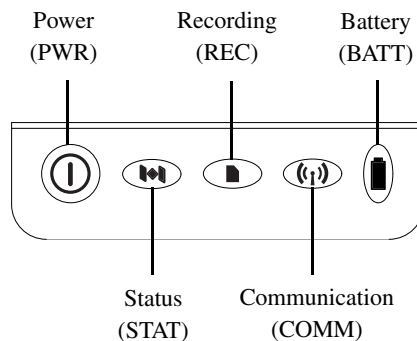 Power
(PWR)
Recording
(REC)
Battery
(BATT)
Status
(STAT)
Communication
(COMM)